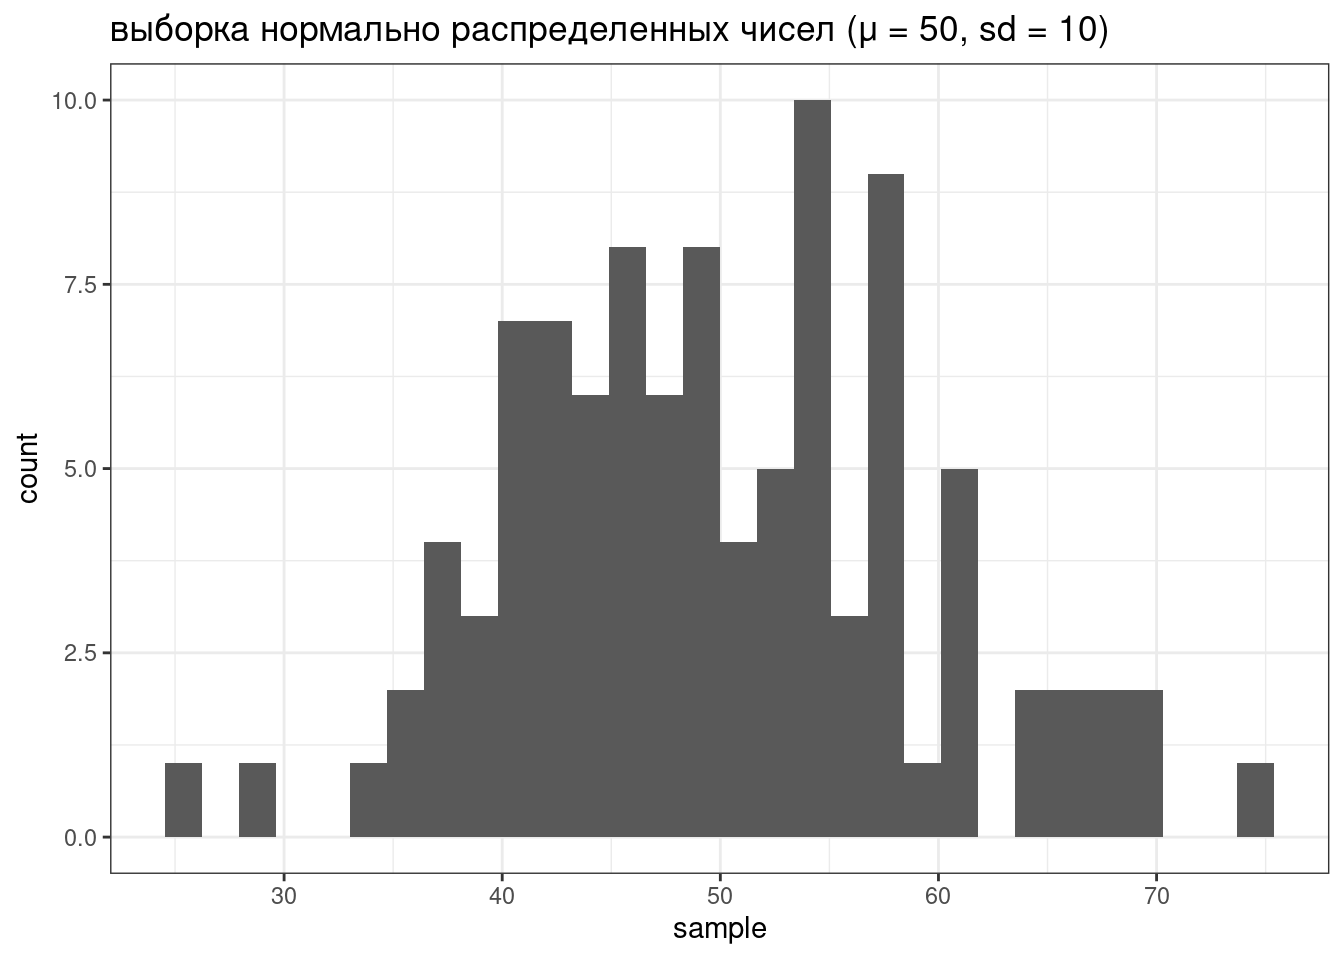 выборка нормально распределенных чисел (μ = 50, sd = 10)
10.0
7.5
5.0
2.5
0.0
count
30 40 50 60 70
sample